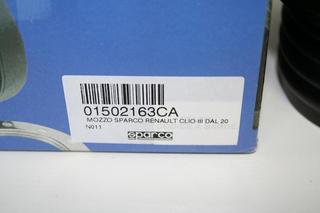 01502163CA
MOZZO SPARCO RENAULT CLIO III DAL 20
N011
sparco